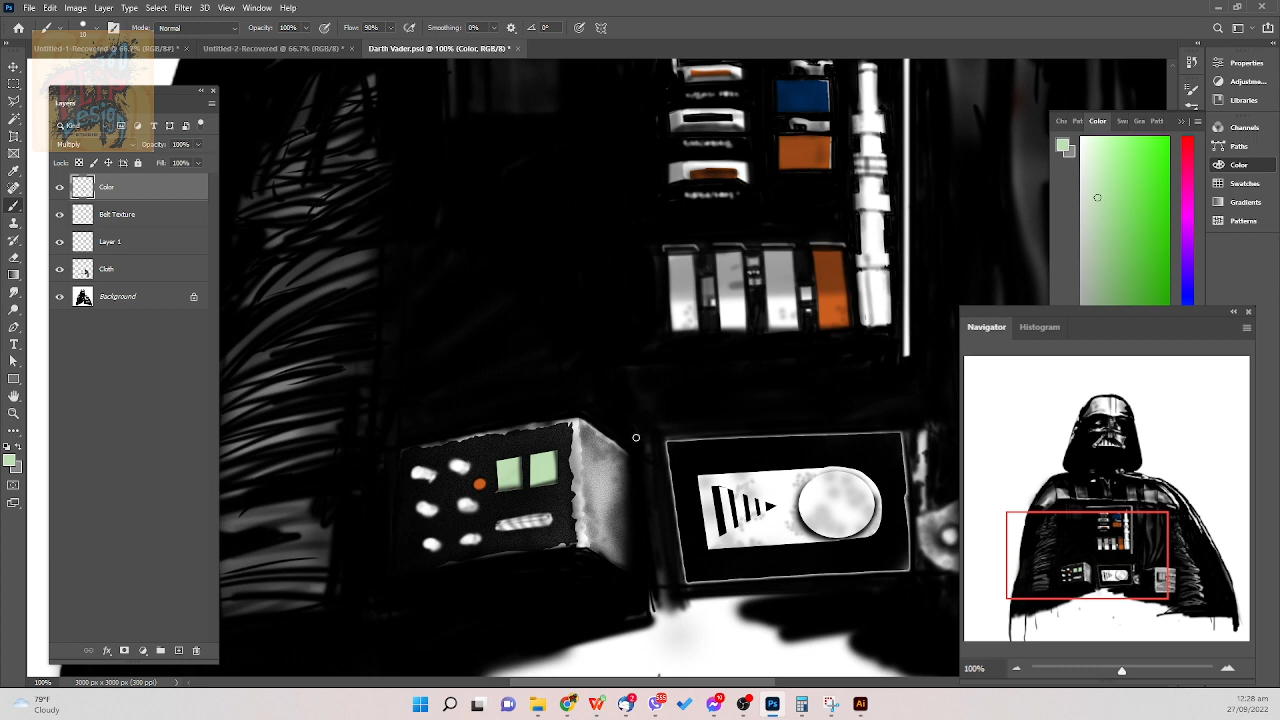 File Edit Image Layer Type Select Filter 3D View Window Help
Mode: Normal Opacity: 100% Flow: 90% Smoothing: 0% 0°
10
Untitled-1-Recovered @ 66.7% (RGB/8#) * × Untitled-2-Recovered @ 66.7% (RGB/8) * × Darth Vader.psd @ 100% (Color, RGB/8) * ×
Layers
Kind
Multiply Opacity: 100%
Lock: Fill: 100%
Color
Belt Texture
Layer 1
Cloth
Background
Color
Properties
Libraries
Channels
Paths
Color
Swatches
Gradients
Patterns
Navigator Histogram
100%
100% 3000 px x 3000 px (300 ppi)
79°F
Cloudy
12:28 am
27/09/2022